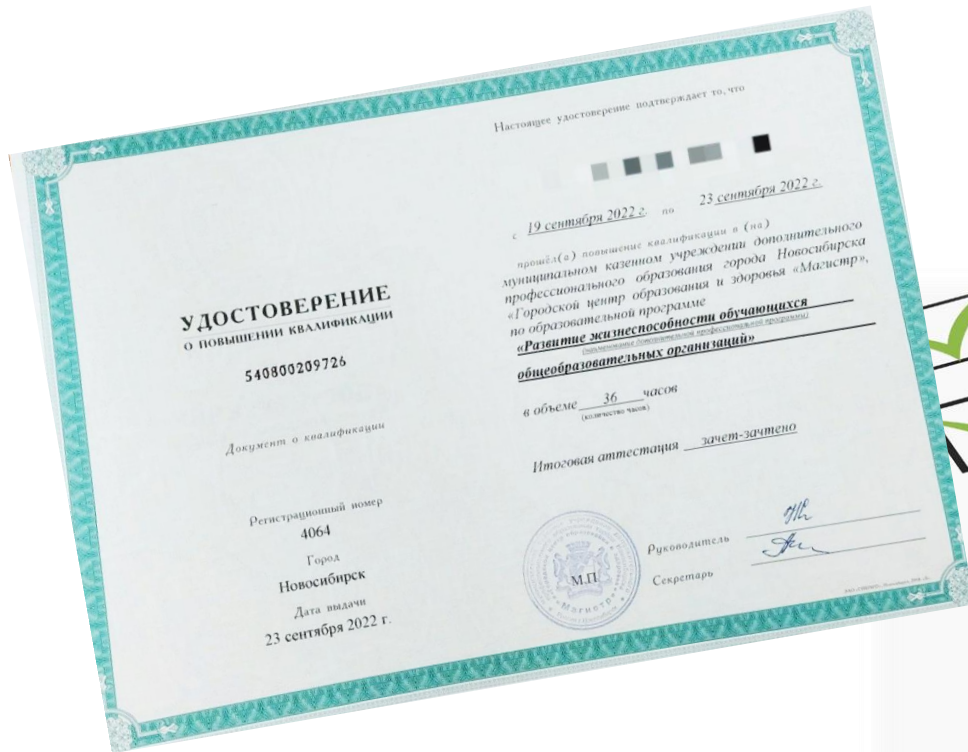 УДОСТОВЕРЕНИЕ
О ПОВЫШЕНИИ КВАЛИФИКАЦИИ
540800209726
Документ о квалификации
Регистрационный номер
4064
Город
Новосибирск
Дата выдачи
23 сентября 2022 г.
Настоящее удостоверение подтверждает то, что
с 19 сентября 2022 г. по 23 сентября 2022 г.
прошёл(а) повышение квалификации в (на)
муниципальном казенном учреждении дополнительного
профессионального образования города Новосибирска
«Городской центр образования и здоровья «Магистр»,
по образовательной программе
«Развитие жизнеспособности обучающихся
(наименование дополнительной профессиональной программы)
общеобразовательных организаций»
в объеме 36 часов
(количество часов)
Итоговая аттестация зачет-зачтено
Руководитель
М.П.
Секретарь
«Магистр»